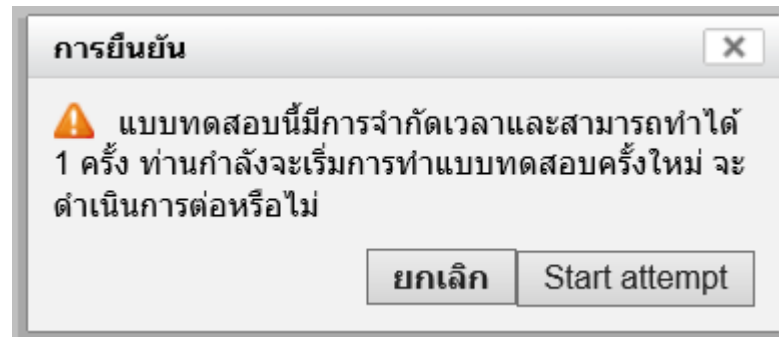 การยืนยัน
แบบทดสอบนี้มีการจำกัดเวลาและสามารถทำได้
1 ครั้ง ท่านกำลังจะเริ่มการทำแบบทดสอบครั้งใหม่ จะ
ดำเนินการต่อหรือไม่
ยกเลิก Start attempt